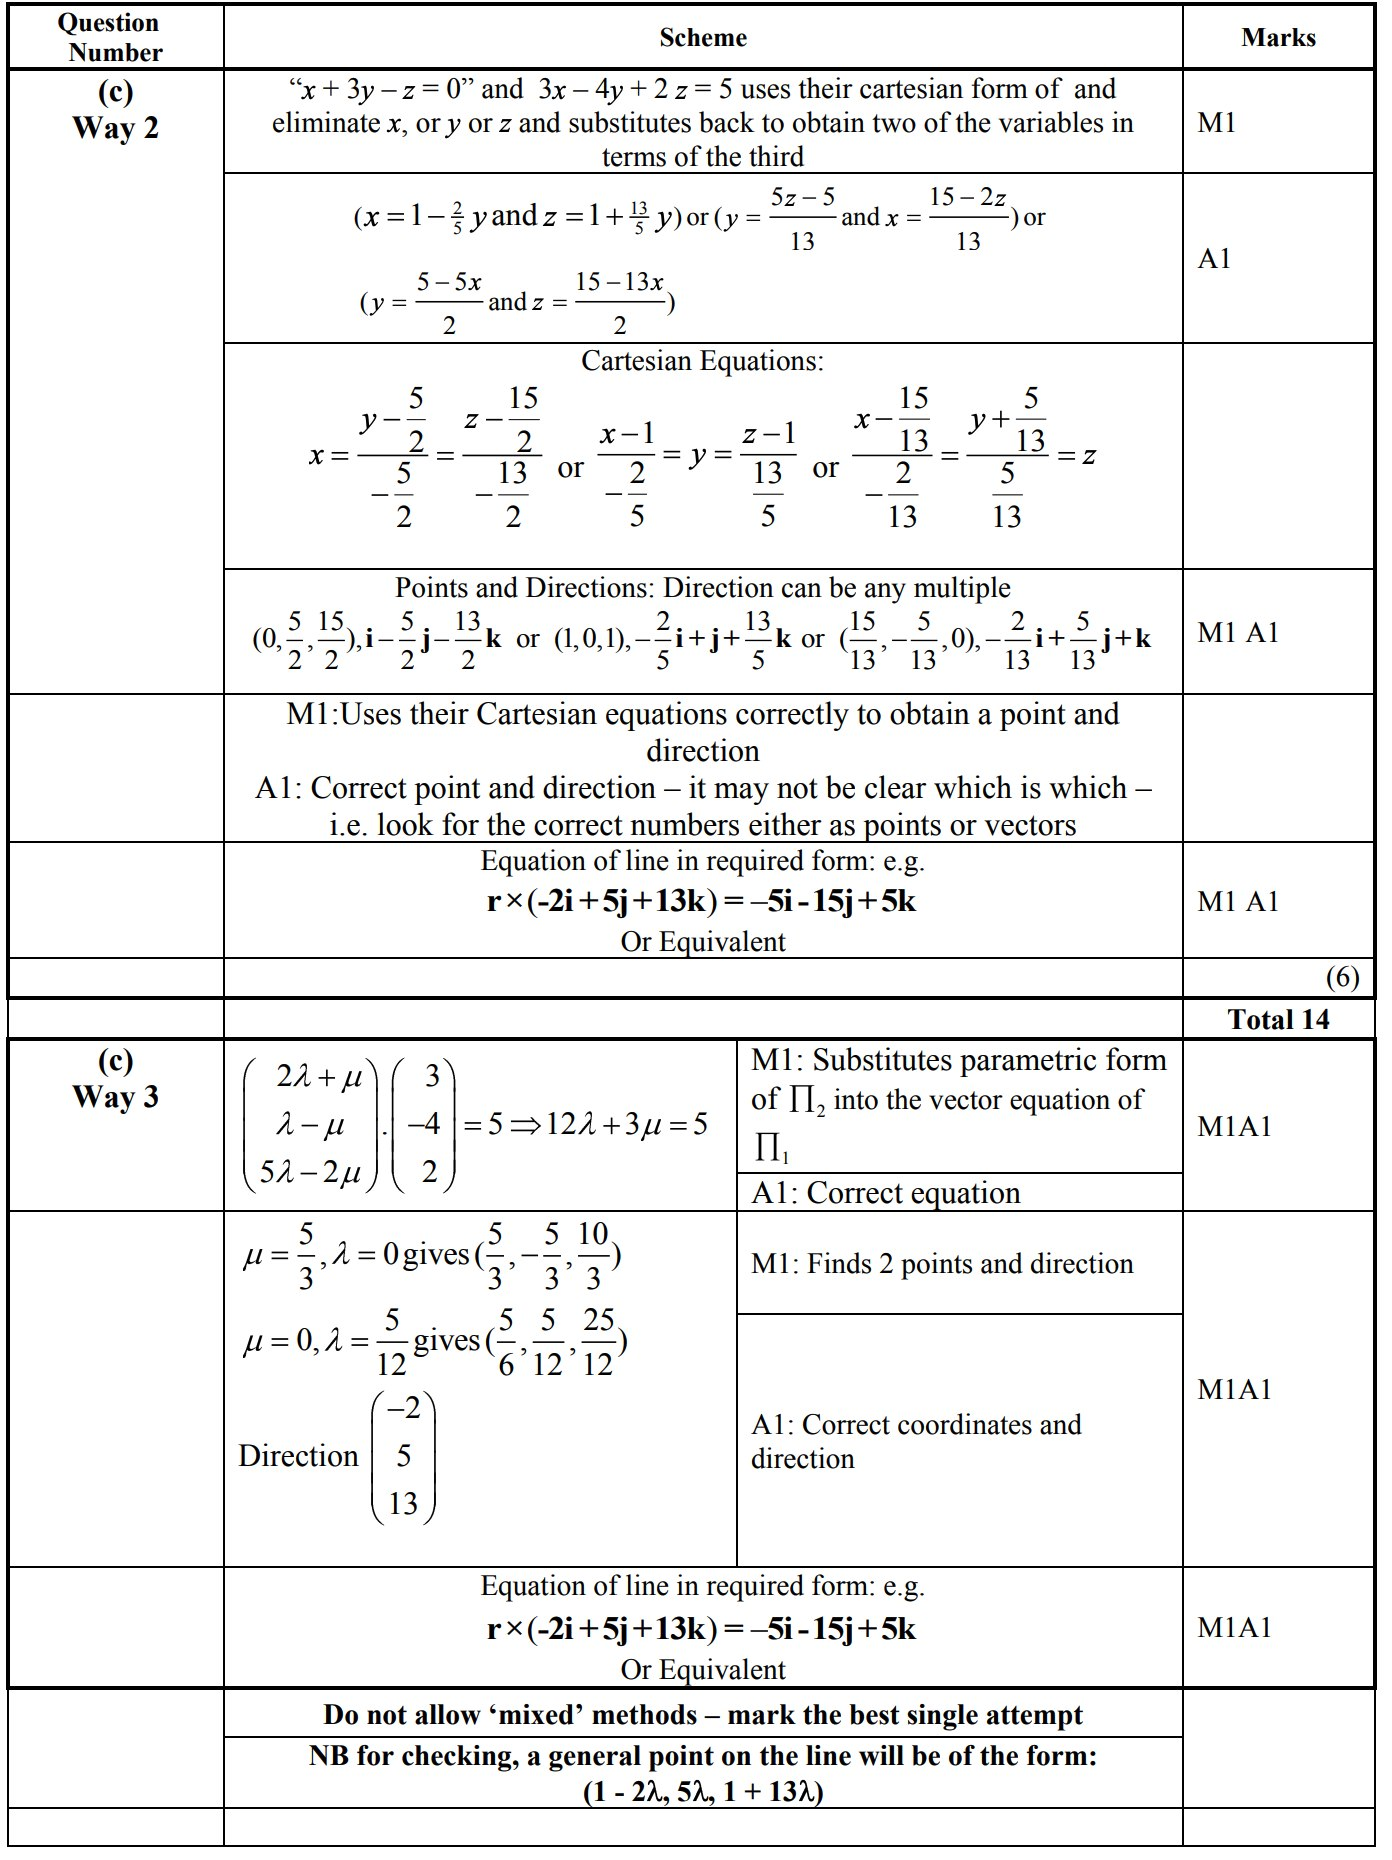 Question Number Scheme Marks
(c) Way 2
“x + 3y – z = 0” and 3x – 4y + 2 z = 5 uses their cartesian form of and
eliminate x, or y or z and substitutes back to obtain two of the variables in
terms of the third
M1
(x = 1 − 2/5 y and z = 1 + 13/5 y) or (y = (5z − 5)/13 and x = (15 − 2z)/13) or
(y = (5 − 5x)/2 and z = (15 − 13x)/2)
A1
Cartesian Equations:
x = (y − 5/2)/(−5/2) = (z − 15/2)/(−13/2) or (x − 1)/(−2/5) = y = (z − 1)/(13/5) or (x − 15/13)/(−2/13) = (y + 5/13)/(5/13) = z
Points and Directions: Direction can be any multiple
(0, 5/2, 15/2), i − 5/2 j − 13/2 k or (1, 0, 1), − 2/5 i + j + 13/5 k or (15/13, − 5/13, 0), − 2/13 i + 5/13 j + k
M1 A1
M1:Uses their Cartesian equations correctly to obtain a point and
direction
A1: Correct point and direction – it may not be clear which is which –
i.e. look for the correct numbers either as points or vectors
Equation of line in required form: e.g.
r × (-2i + 5j + 13k) = –5i - 15j + 5k
Or Equivalent
M1 A1
(6)
Total 14
(c) Way 3
(2λ + μ, λ − μ, 5λ − 2μ) . (3, −4, 2) = 5 ⇒ 12λ + 3μ = 5
M1: Substitutes parametric form
of ∏2 into the vector equation of
∏1
A1: Correct equation
M1A1
μ = 5/3, λ = 0 gives (5/3, − 5/3, 10/3)
μ = 0, λ = 5/12 gives (5/6, 5/12, 25/12)
Direction (−2, 5, 13)
M1: Finds 2 points and direction
A1: Correct coordinates and
direction
M1A1
Equation of line in required form: e.g.
r × (-2i + 5j + 13k) = –5i - 15j + 5k
Or Equivalent
M1A1
Do not allow ‘mixed’ methods – mark the best single attempt
NB for checking, a general point on the line will be of the form:
(1 - 2λ, 5λ, 1 + 13λ)